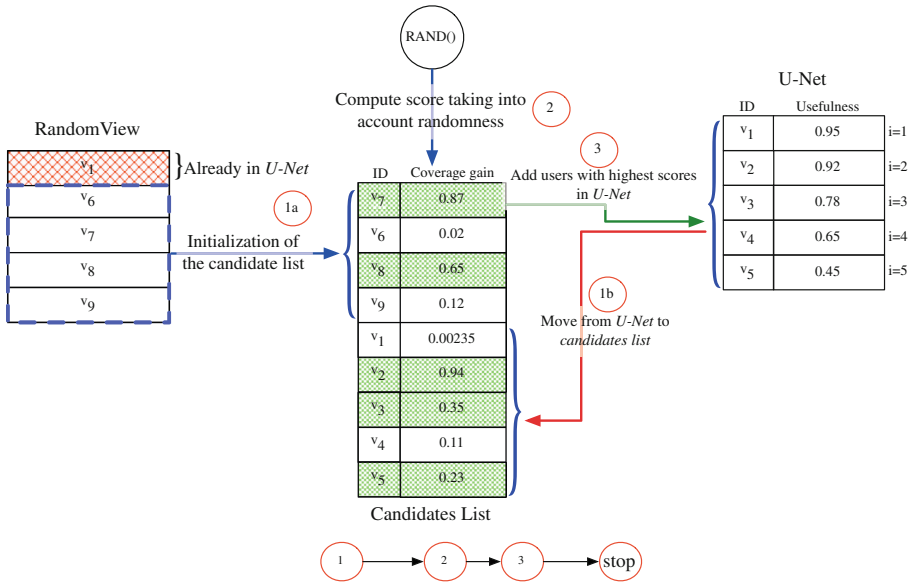 RAND()
Compute score taking into
account randomness
2
RandomView
v1
v6
v7
v8
v9
Already in U-Net
1a
Initialization of
the candidate list
ID Coverage gain
v7 0.87
v6 0.02
v8 0.65
v9 0.12
v1 0.00235
v2 0.94
v3 0.35
v4 0.11
v5 0.23
Candidates List
3
Add users with highest scores
in U-Net
1b
Move from U-Net to
candidates list
U-Net
ID Usefulness
v1 0.95 i=1
v2 0.92 i=2
v3 0.78 i=3
v4 0.65 i=4
v5 0.45 i=5
1 2 3 stop